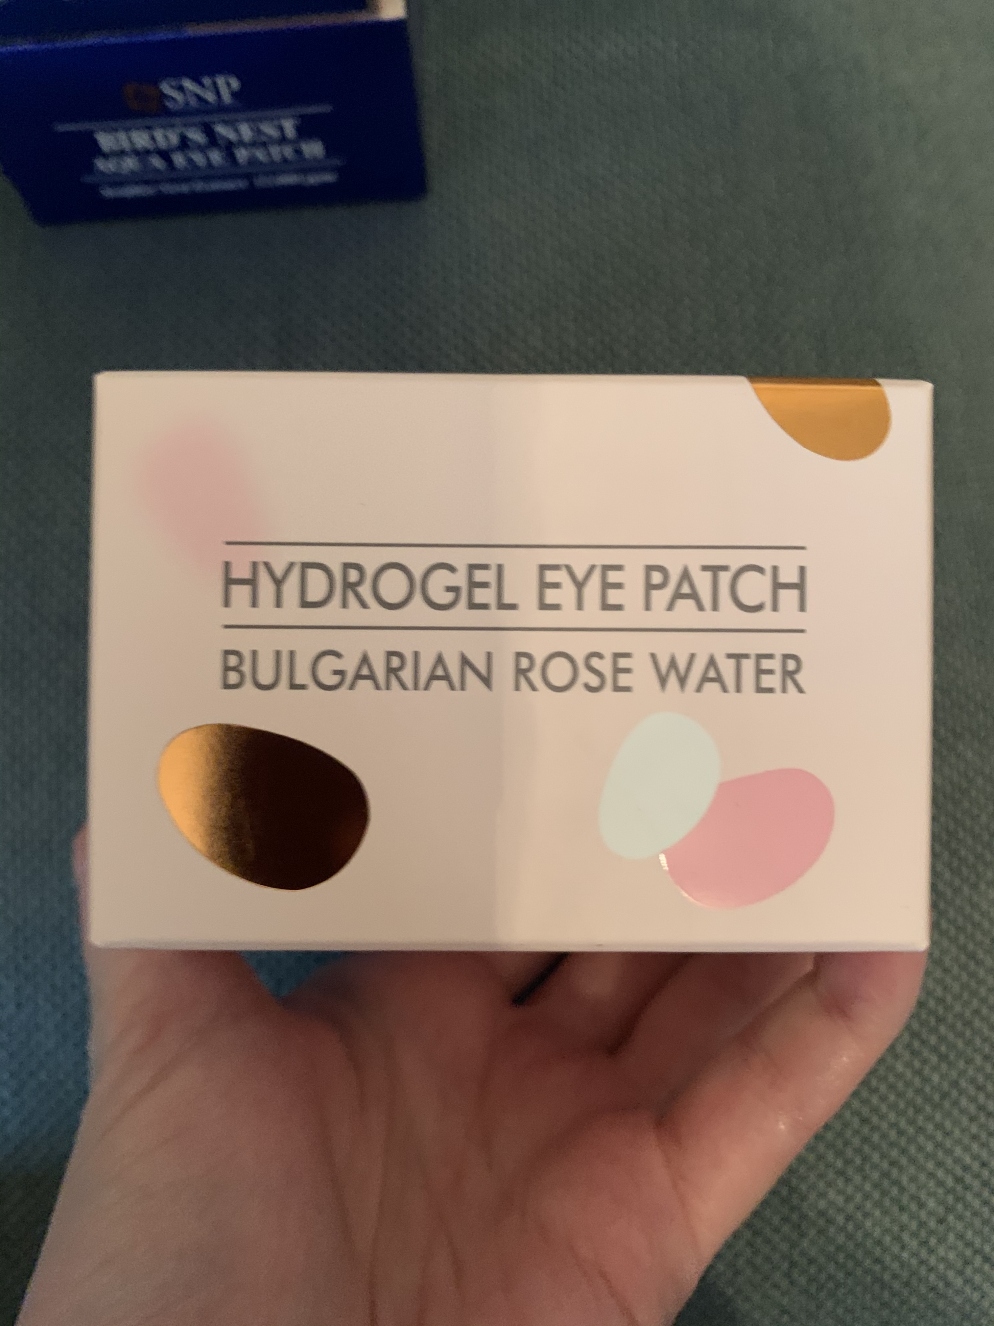 SNP
BIRD'S NEST
AQUA EYE PATCH
HYDROGEL EYE PATCH
BULGARIAN ROSE WATER